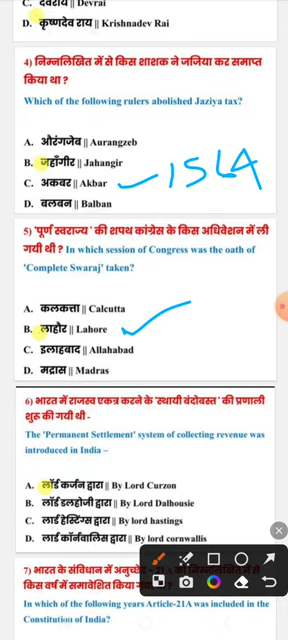 C. देवराय || Devrai
D. कृष्णदेव राय || Krishnadev Rai
4) निम्नलिखित में से किस शाशक ने जजिया कर समाप्त
किया था ?
Which of the following rulers abolished Jaziya tax?
A. औरंगजेब || Aurangzeb
B. जहाँगीर || Jahangir
C. अकबर || Akbar
1564
D. बलबन || Balban
5) 'पूर्ण स्वराज्य' की शपथ कांग्रेस के किस अधिवेशन में ली
गयी थी ? In which session of Congress was the oath of
'Complete Swaraj' taken?
A. कलकत्ता || Calcutta
B. लाहौर || Lahore
C. इलाहबाद || Allahabad
D. मद्रास || Madras
6) भारत में राजस्व एकत्र करने के 'स्थायी बंदोबस्त' की प्रणाली
शुरू की गयी थी -
The 'Permanent Settlement' system of collecting revenue was
introduced in India –
A. लॉर्ड कर्जन द्वारा || By Lord Curzon
B. लॉर्ड डलहोजी द्वारा || By Lord Dalhousie
C. लार्ड हेस्टिंग्स द्वारा || By lord hastings
D. लार्ड कॉर्नवालिस द्वारा || By lord cornwallis
7) भारत के संविधान में अनुच्छेद - 21
किस वर्ष में समावेशित किया
In which of the following years Article-21A was included in the
Constitution of India?